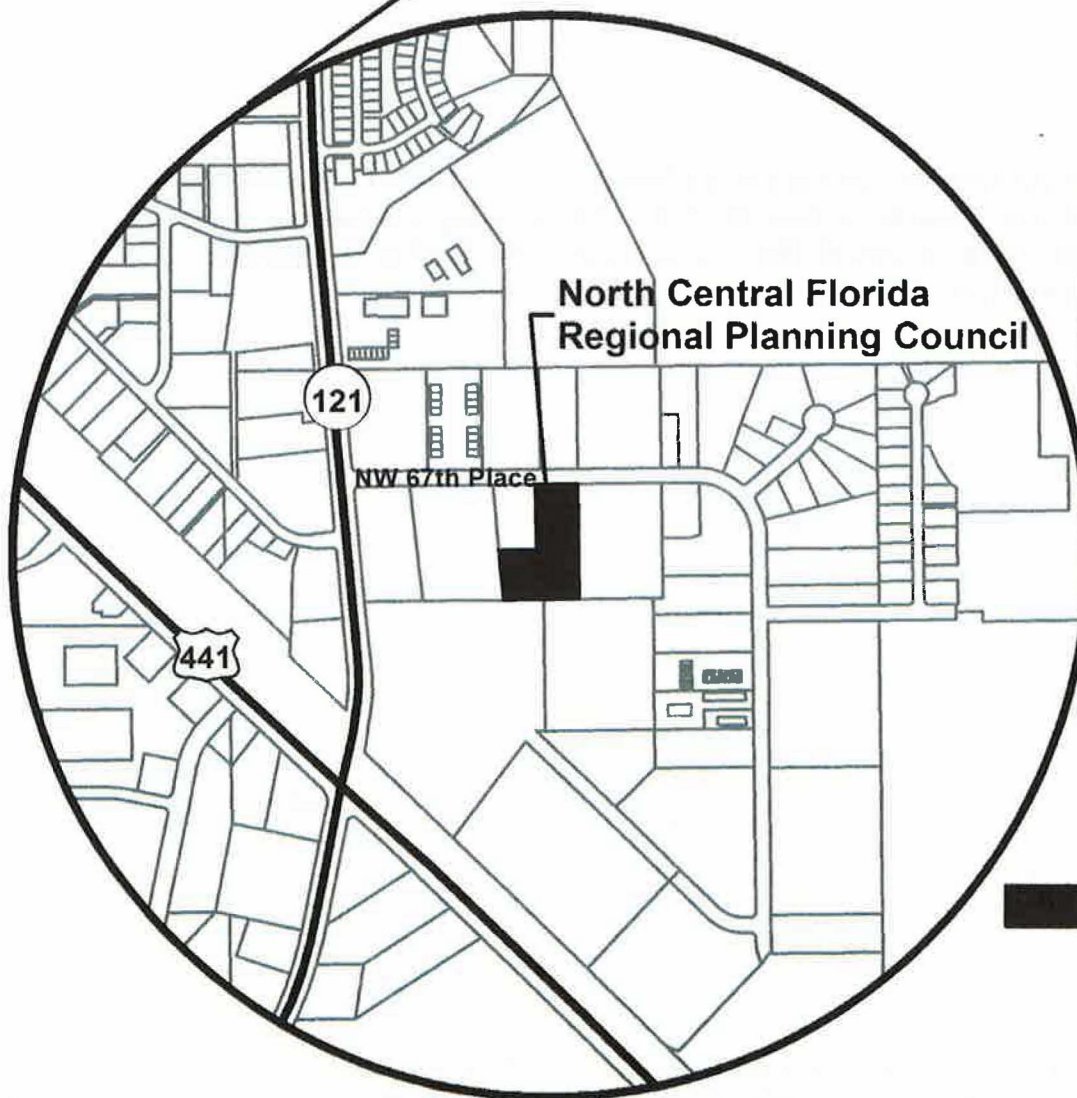 North Central Florida
Regional Planning Council
121
NW 67th Place
441